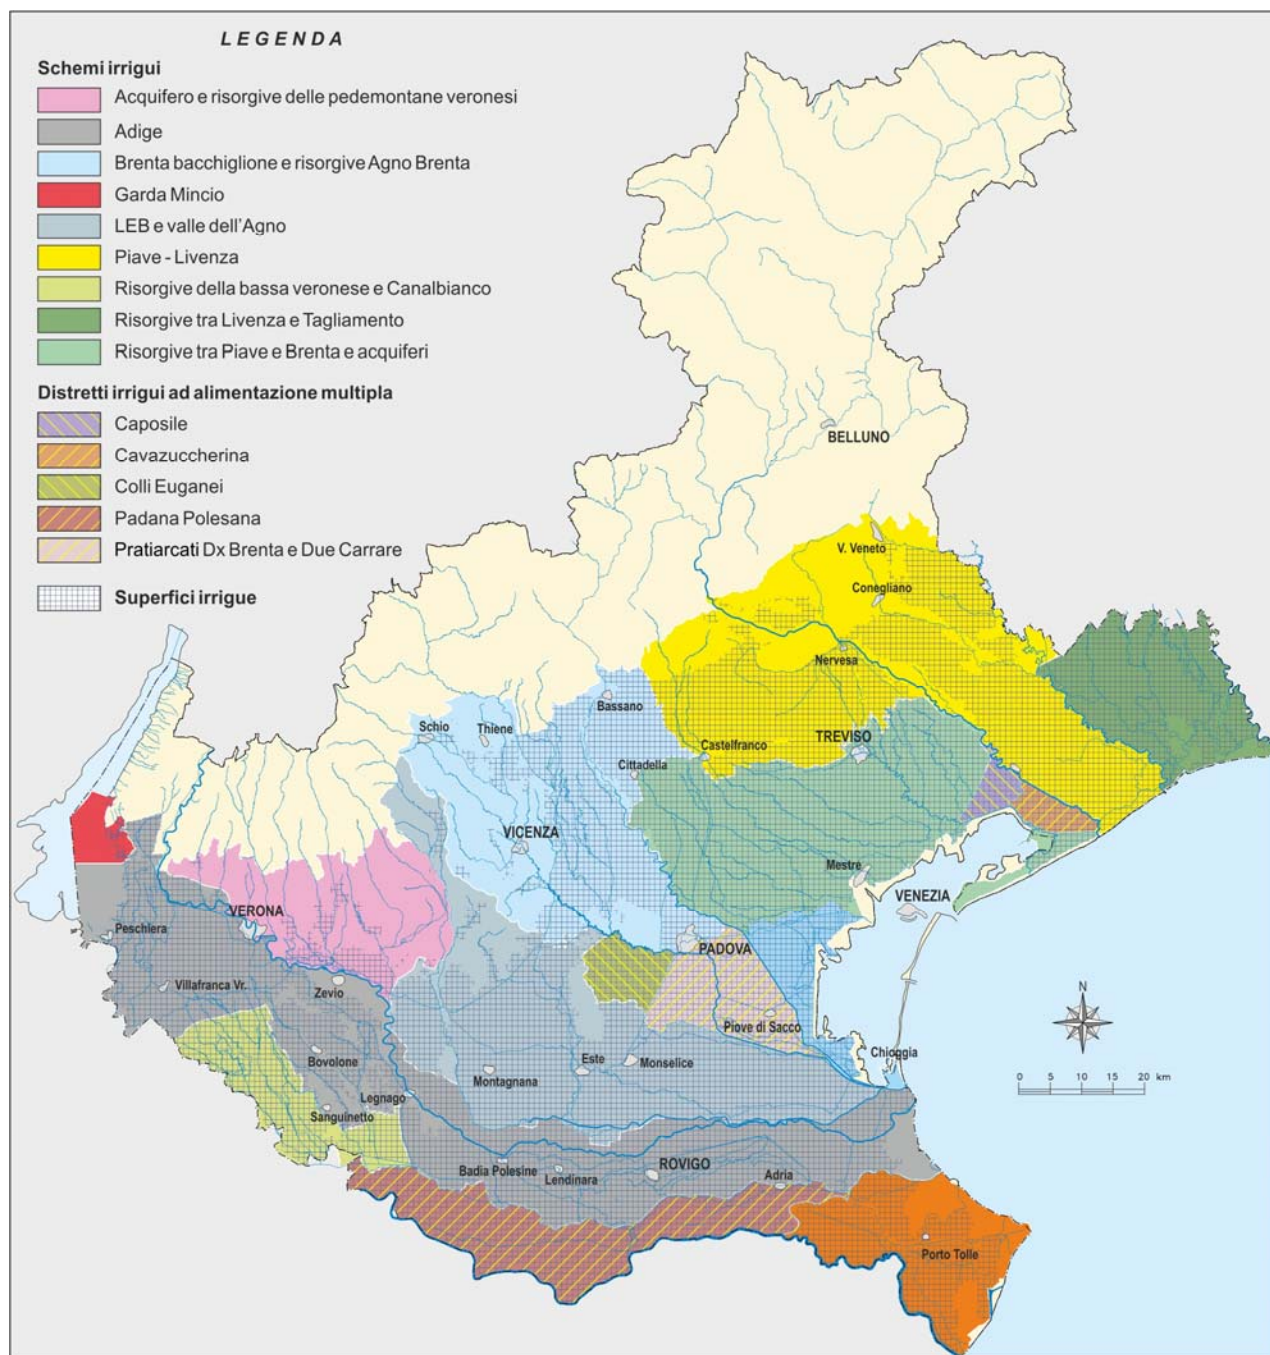 LEGENDA
Schemi irrigui
Acquifero e risorgive delle pedemontane veronesi
Adige
Brenta bacchiglione e risorgive Agno Brenta
Garda Mincio
LEB e valle dell'Agno
Piave - Livenza
Risorgive della bassa veronese e Canalbianco
Risorgive tra Livenza e Tagliamento
Risorgive tra Piave e Brenta e acquiferi
Distretti irrigui ad alimentazione multipla
Caposile
Cavazuccherina
Colli Euganei
Padana Polesana
Pratiarcati Dx Brenta e Due Carrare
Superfici irrigue
BELLUNO
V. Veneto
Conegliano
Nervesa
Bassano
Schio
Thiene
TREVISO
Castelfranco
Cittadella
VICENZA
Mestre
VENEZIA
VERONA
Peschiera
PADOVA
Villafranca Vr.
Zevio
N
Piove di Sacco
Chioggia
Bovolone
Este
Monselice
Montagnana
0 5 10 15 20 km
Legnago
Sanguinetto
ROVIGO
Badia Polesine
Lendinara
Adria
Porto Tolle